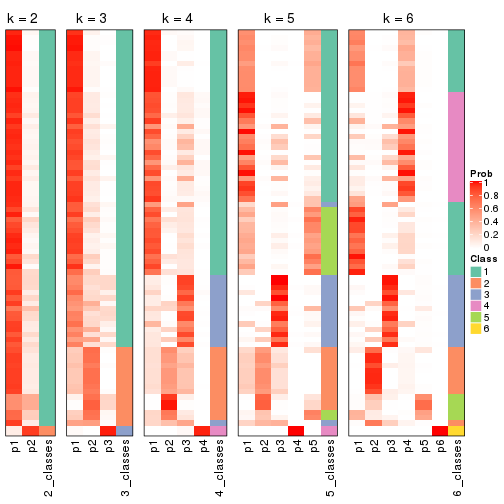 k = 2
k = 3
k = 4
k = 5
k = 6
p1
p2
2_classes
p1
p2
p3
3_classes
p1
p2
p3
p4
4_classes
p1
p2
p3
p4
p5
5_classes
p1
p2
p3
p4
p5
p6
6_classes
Prob
1
0.8
0.6
0.4
0.2
0
Class
1
2
3
4
5
6